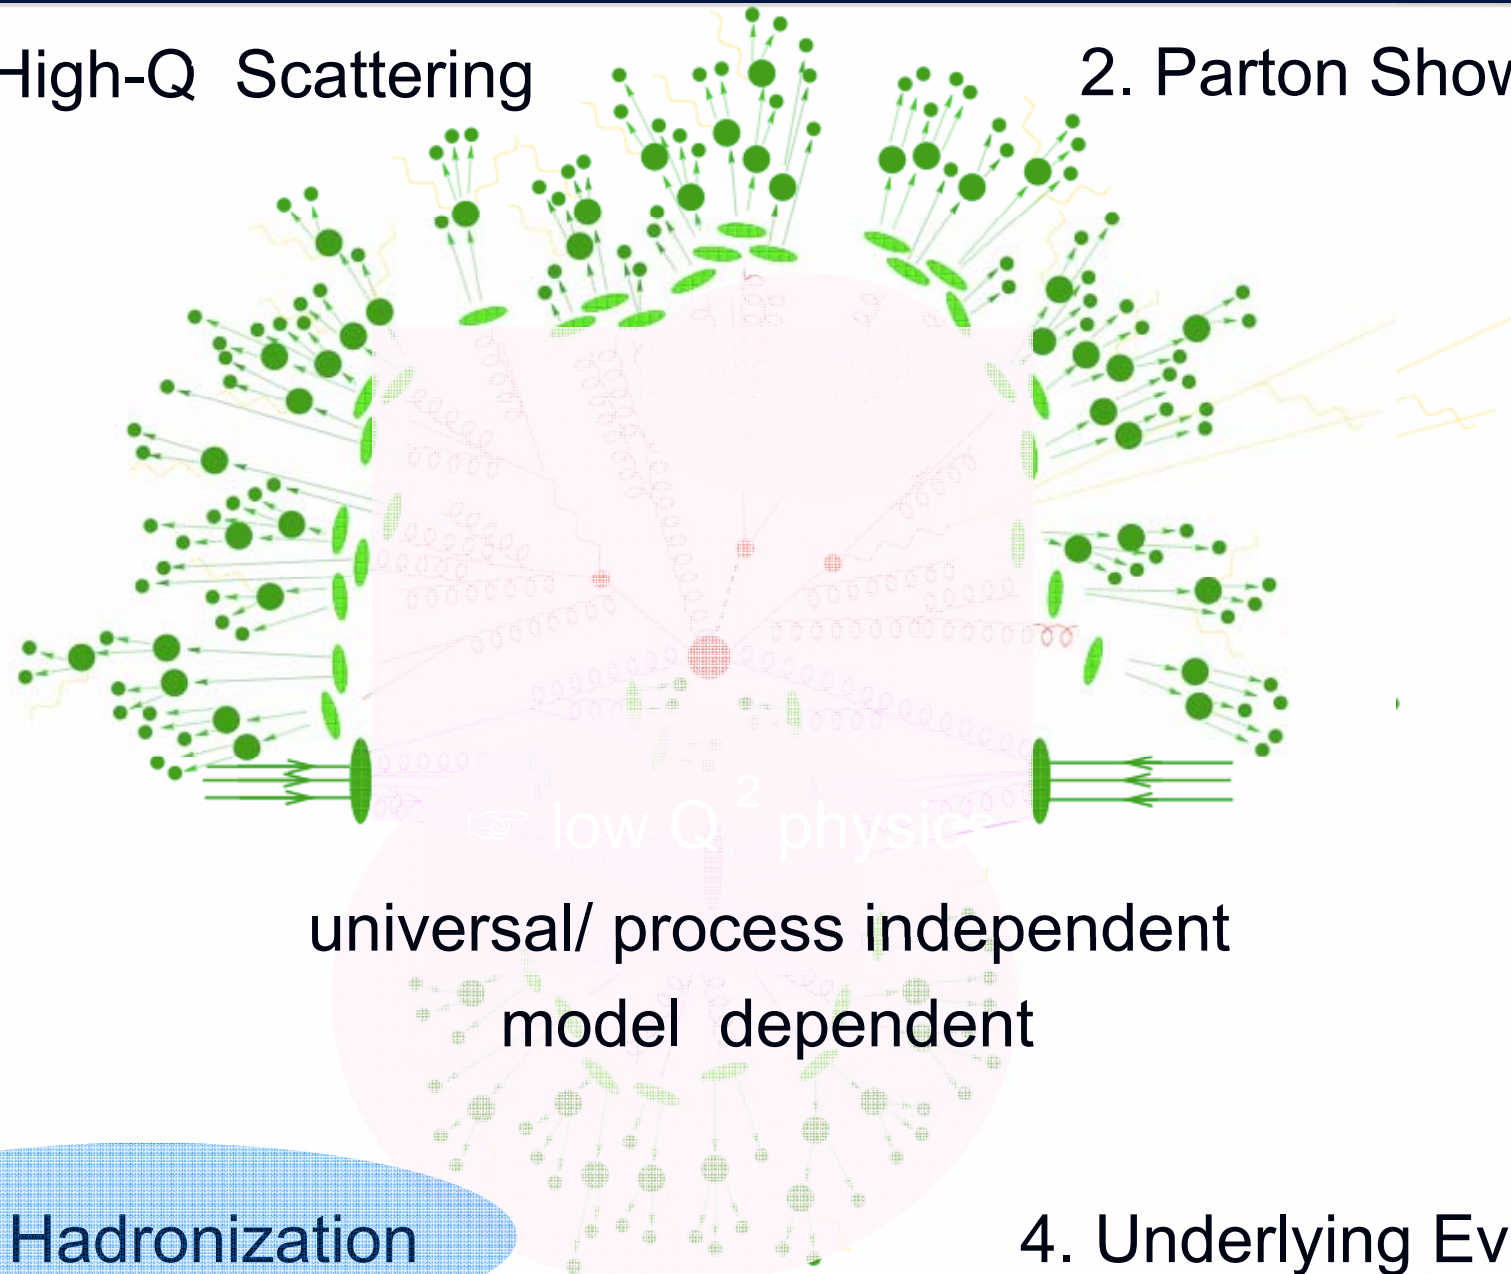 High-Q Scattering
2. Parton Show
☞ low Q 2 physics
universal/ process independent
model dependent
Hadronization
4. Underlying Ev